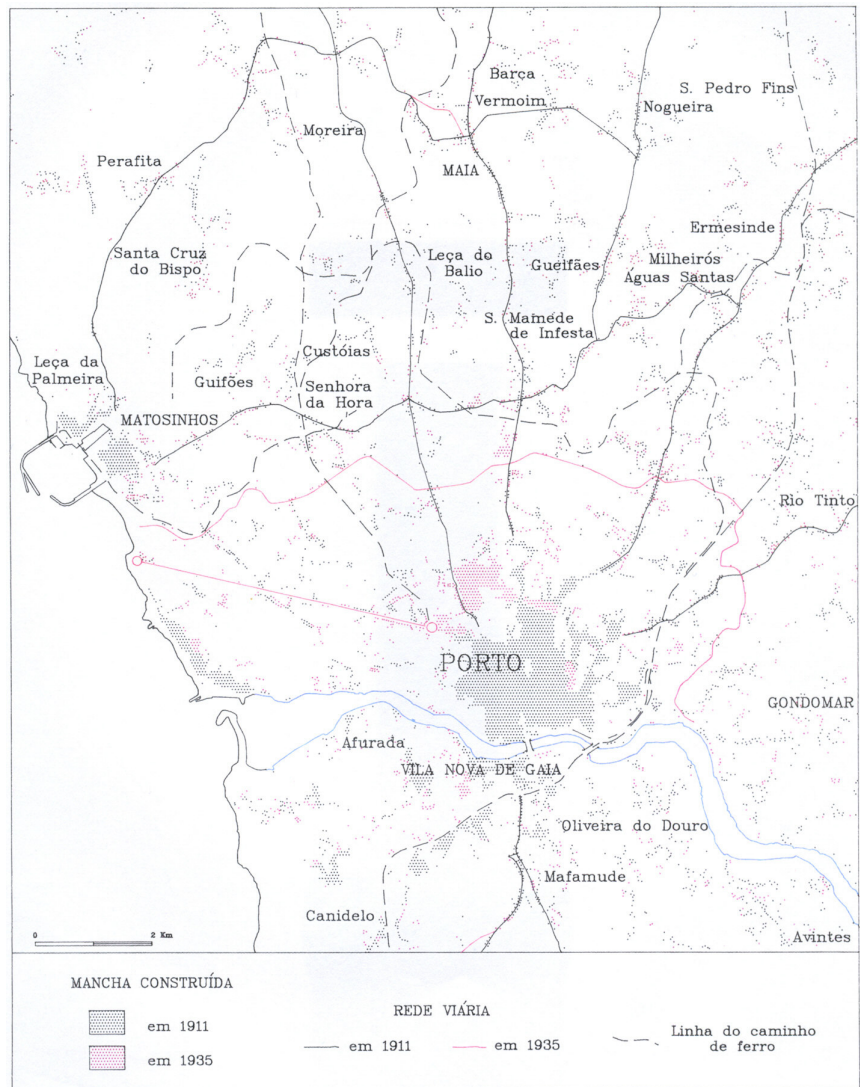 Barça
S. Pedro Fins
Vermoim
Nogueira
Moreira
Perafita
MAIA
Ermesinde
Santa Cruz
do Bispo
Leça do
Balio
Gueifães
Milheirós
Aguas Santas
S. Mamede
de Infesta
Custóias
Leça da
Palmeira
Guifões
Senhora
da Hora
MATOSINHOS
Rio Tinto
PORTO
GONDOMAR
Afurada
VILA NOVA DE GAIA
Oliveira do Douro
Mafamude
Canidelo
Avintes
0 2 Km
MANCHA CONSTRUÍDA
em 1911
em 1935
REDE VIÁRIA
em 1911
em 1935
Linha do caminho
de ferro